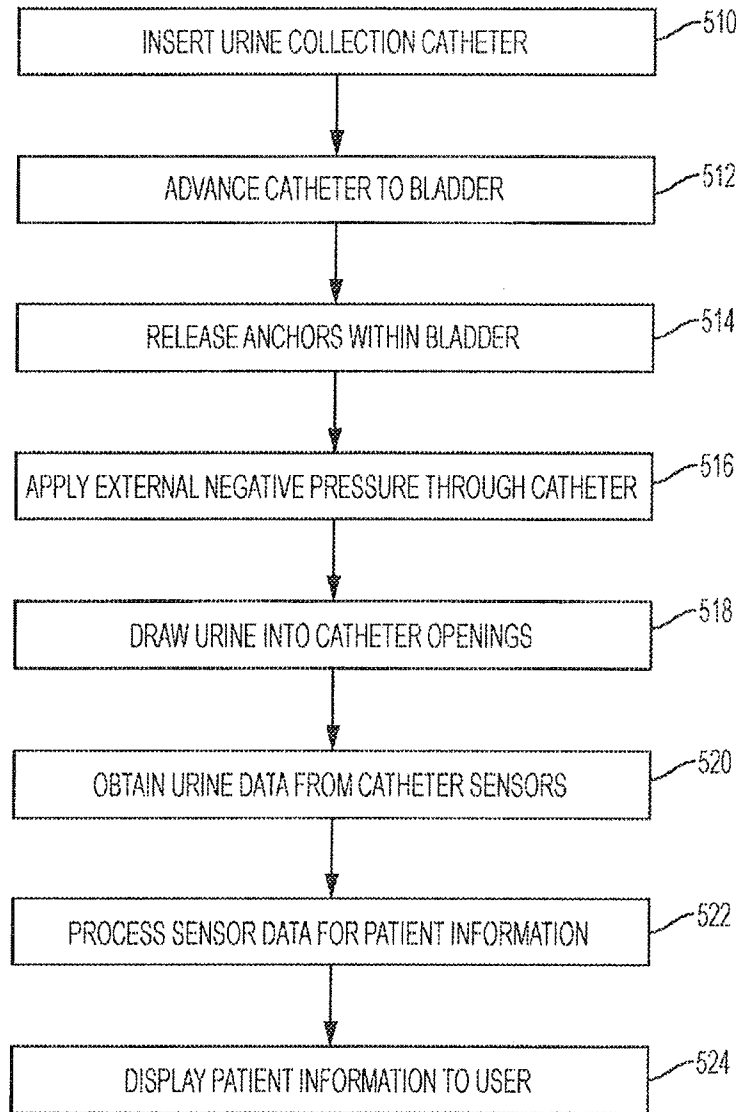 INSERT URINE COLLECTION CATHETER 510
ADVANCE CATHETER TO BLADDER 512
RELEASE ANCHORS WITHIN BLADDER 514
APPLY EXTERNAL NEGATIVE PRESSURE THROUGH CATHETER 516
DRAW URINE INTO CATHETER OPENINGS 518
OBTAIN URINE DATA FROM CATHETER SENSORS 520
PROCESS SENSOR DATA FOR PATIENT INFORMATION 522
DISPLAY PATIENT INFORMATION TO USER 524